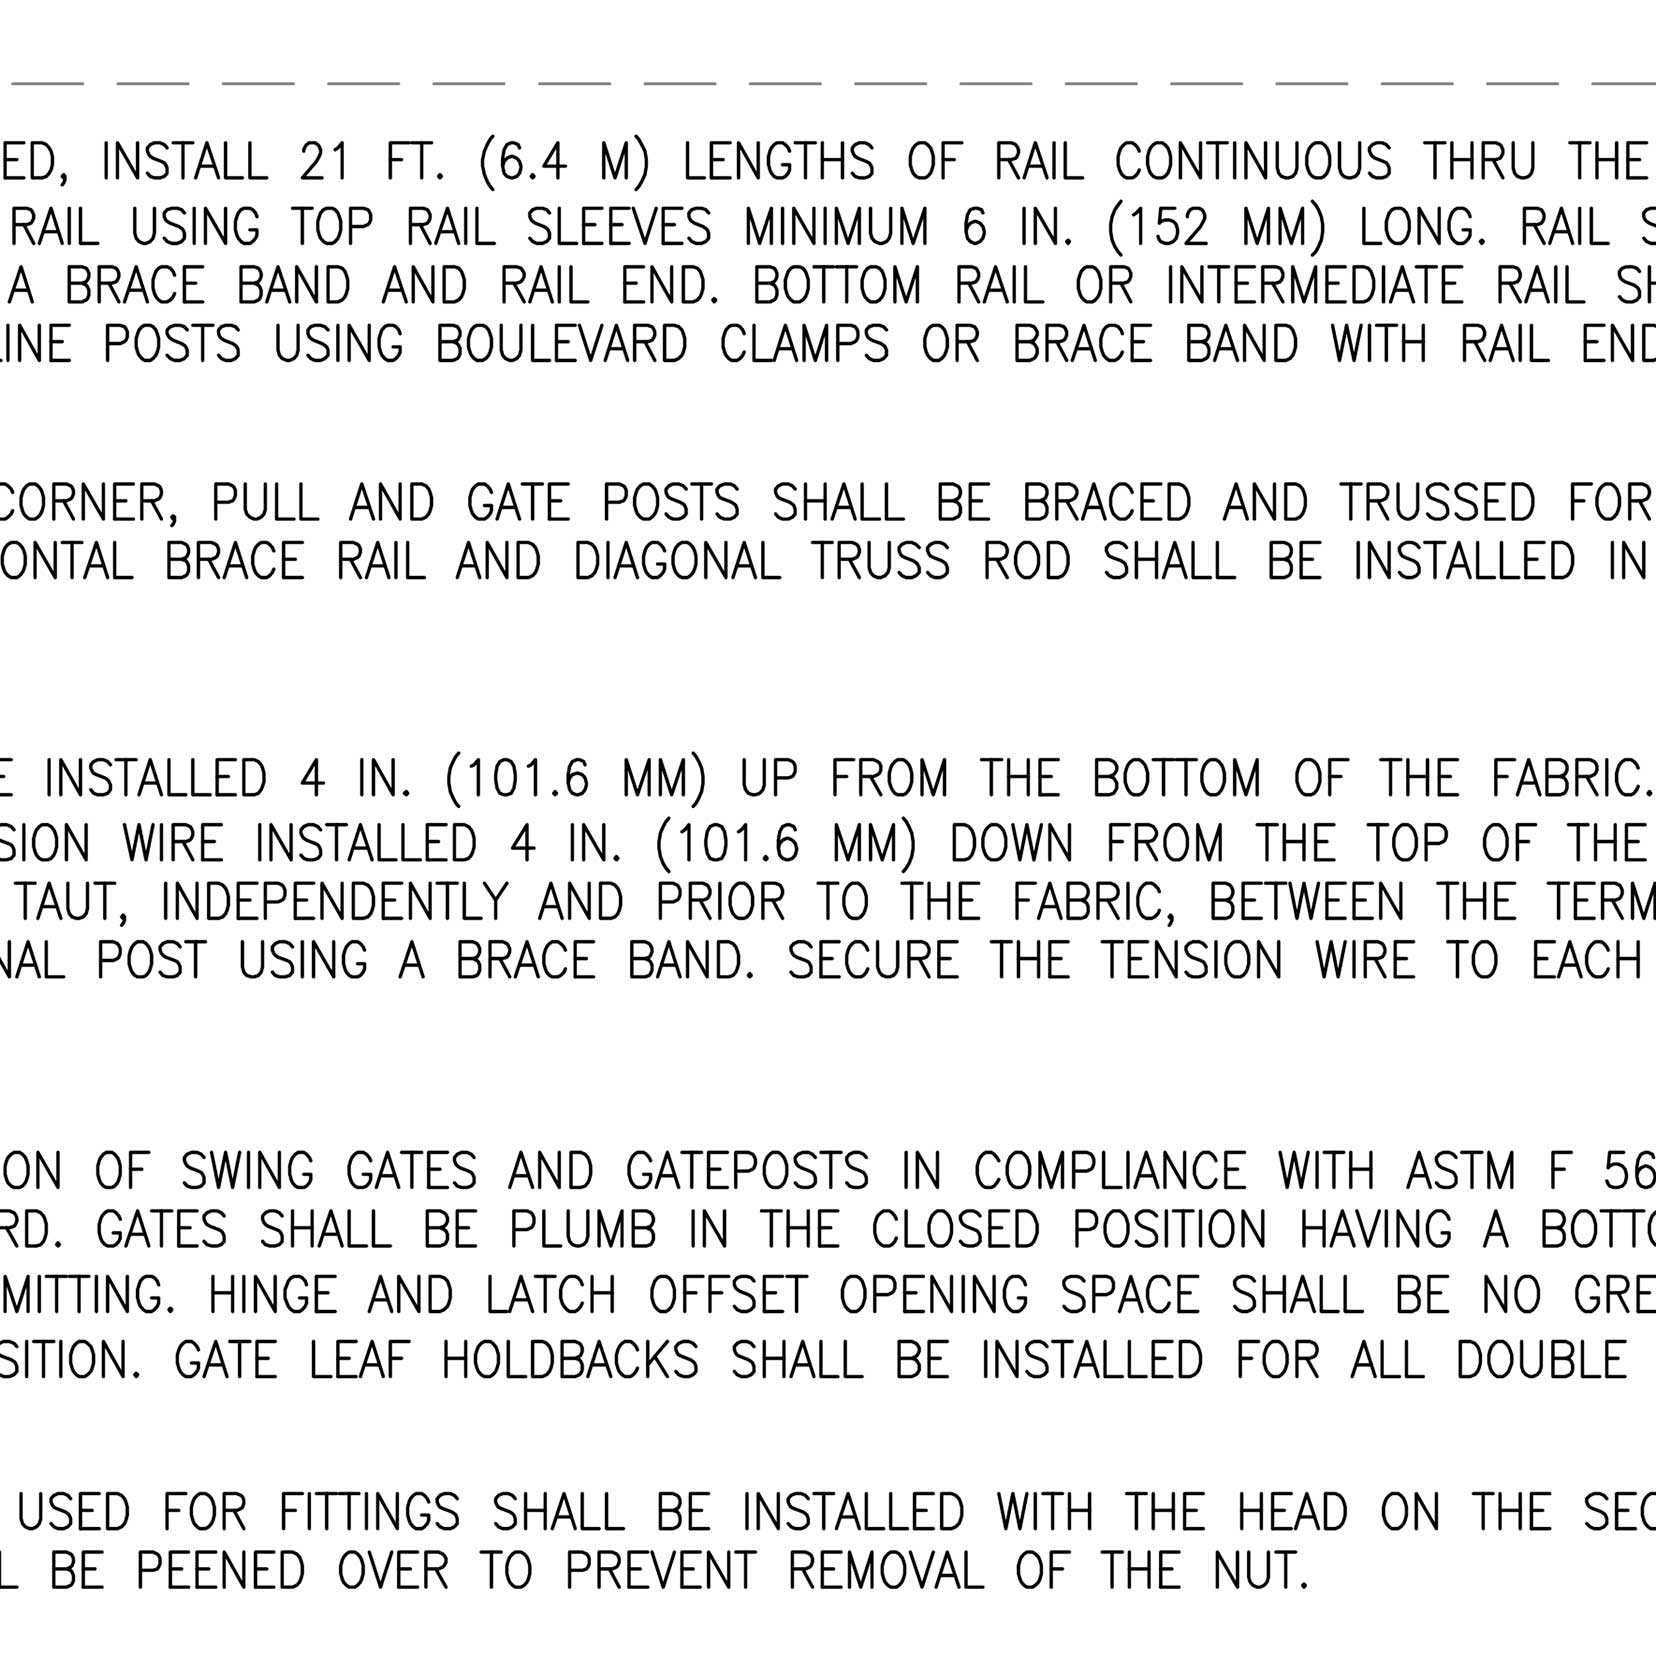 ED, INSTALL 21 FT. (6.4 M) LENGTHS OF RAIL CONTINUOUS THRU THE
RAIL USING TOP RAIL SLEEVES MINIMUM 6 IN. (152 MM) LONG. RAIL S
A BRACE BAND AND RAIL END. BOTTOM RAIL OR INTERMEDIATE RAIL SH
LINE POSTS USING BOULEVARD CLAMPS OR BRACE BAND WITH RAIL END
CORNER, PULL AND GATE POSTS SHALL BE BRACED AND TRUSSED FOR
ONTAL BRACE RAIL AND DIAGONAL TRUSS ROD SHALL BE INSTALLED IN
E INSTALLED 4 IN. (101.6 MM) UP FROM THE BOTTOM OF THE FABRIC.
SION WIRE INSTALLED 4 IN. (101.6 MM) DOWN FROM THE TOP OF THE
TAUT, INDEPENDENTLY AND PRIOR TO THE FABRIC, BETWEEN THE TERM
NAL POST USING A BRACE BAND. SECURE THE TENSION WIRE TO EACH
ON OF SWING GATES AND GATEPOSTS IN COMPLIANCE WITH ASTM F 56
RD. GATES SHALL BE PLUMB IN THE CLOSED POSITION HAVING A BOTTO
MITTING. HINGE AND LATCH OFFSET OPENING SPACE SHALL BE NO GRE
SITION. GATE LEAF HOLDBACKS SHALL BE INSTALLED FOR ALL DOUBLE
USED FOR FITTINGS SHALL BE INSTALLED WITH THE HEAD ON THE SEC
L BE PEENED OVER TO PREVENT REMOVAL OF THE NUT.